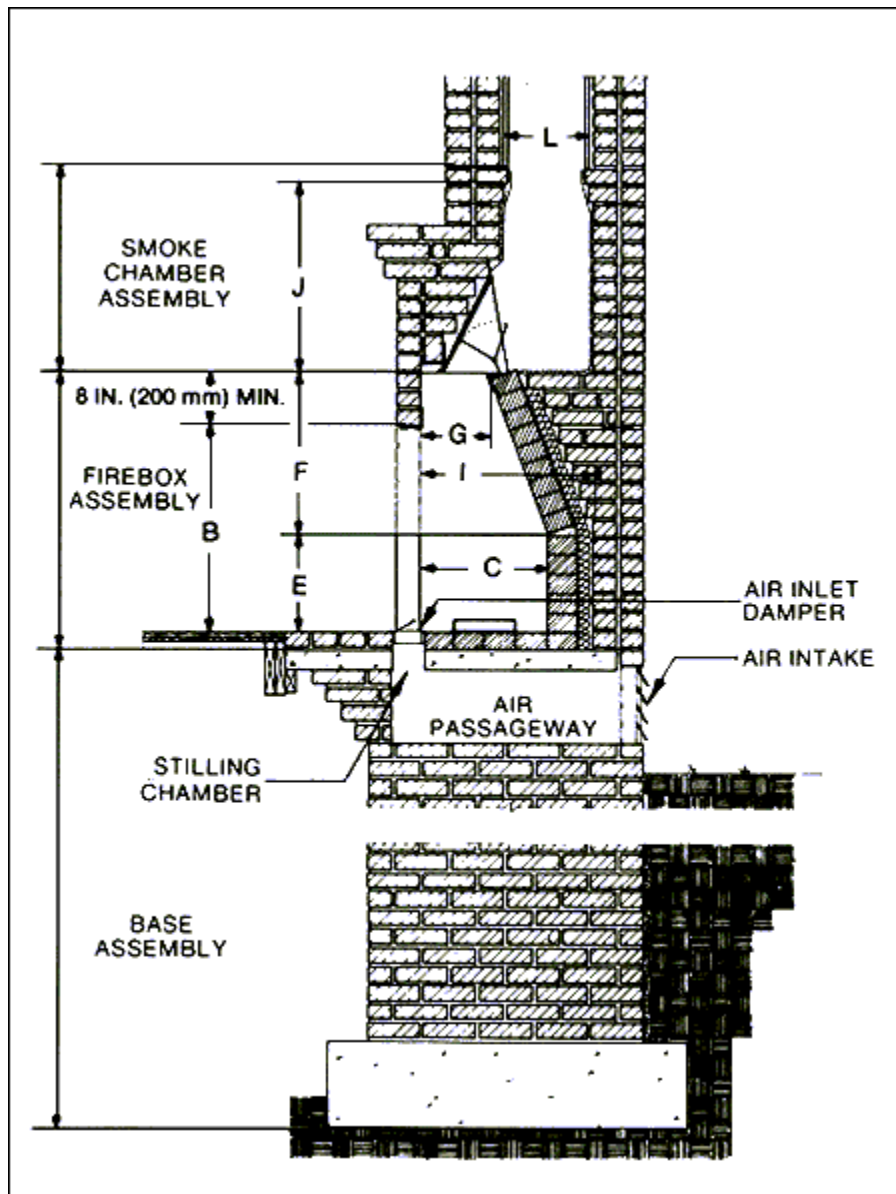 L
SMOKE
CHAMBER
ASSEMBLY
J
8 IN. (200 mm) MIN.
G
F
I
FIREBOX
ASSEMBLY
B
C
E
AIR INLET
DAMPER
AIR INTAKE
AIR
PASSAGEWAY
STILLING
CHAMBER
BASE
ASSEMBLY